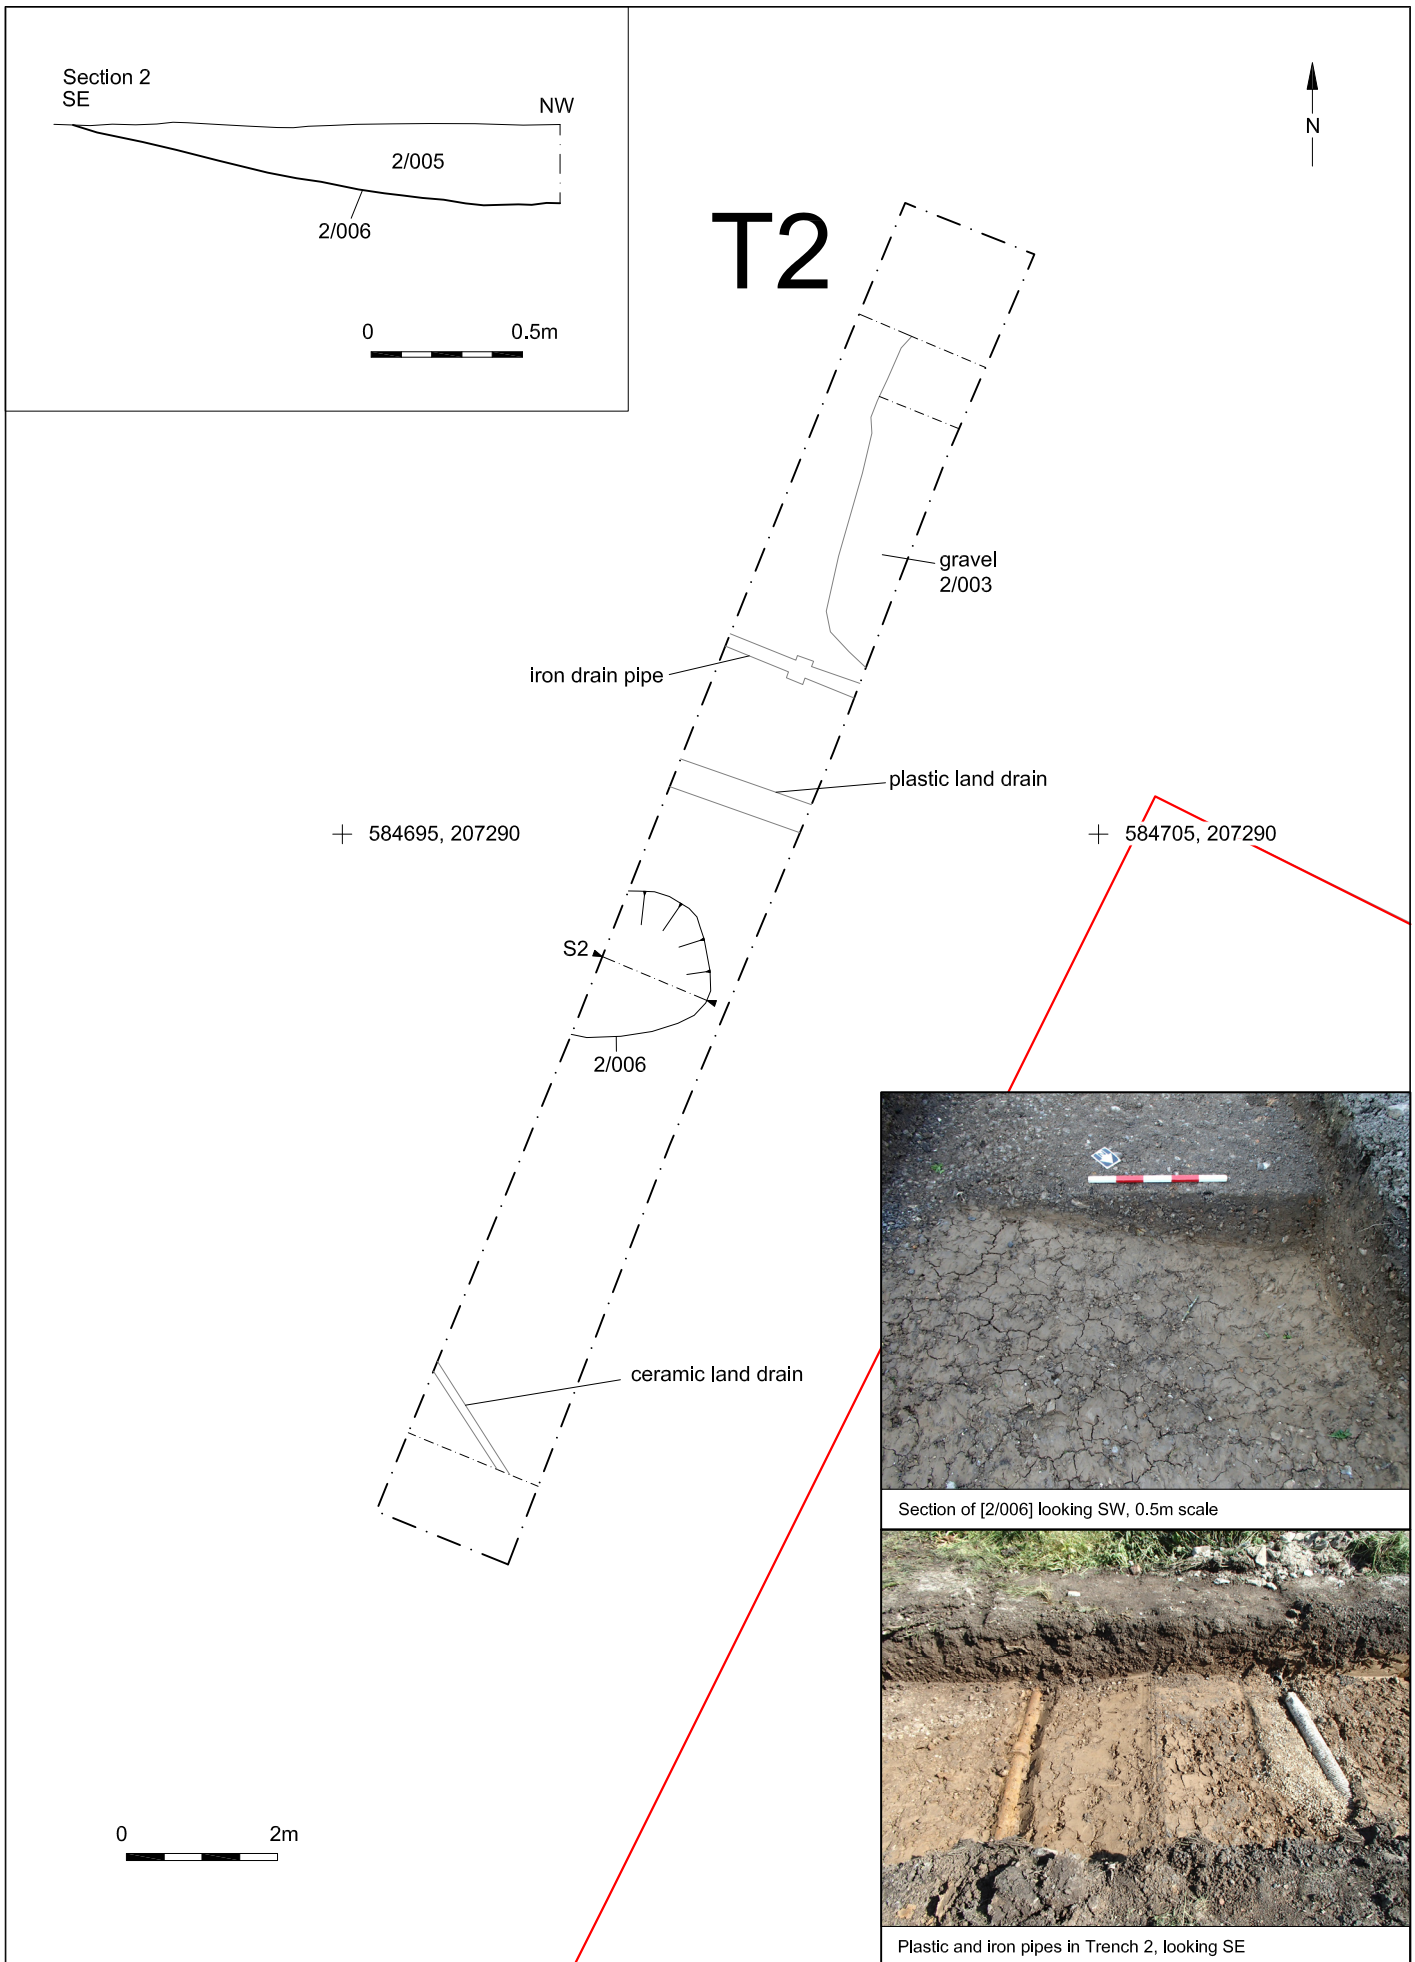 Section 2
SE
NW
2/005
2/006
0 0.5m
N
T2
gravel
2/003
iron drain pipe
plastic land drain
584695, 207290
584705, 207290
S2
2/006
ceramic land drain
Section of [2/006] looking SW, 0.5m scale
0 2m
Plastic and iron pipes in Trench 2, looking SE